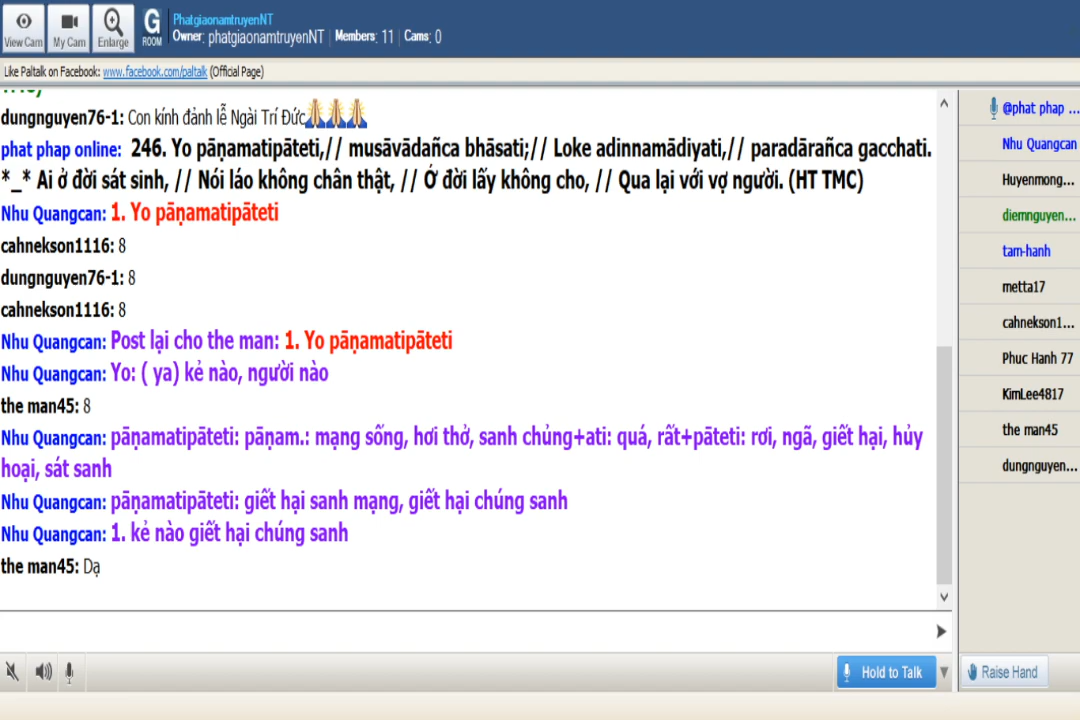 PhatgiaonamtruyenNT
View Cam My Cam Enlarge G ROOM Owner: phatgiaonamtruyenNT | Members: 11 | Cams: 0
Like Paltalk on Facebook: www.facebook.com/paltalk (Official Page)
dungnguyen76-1: Con kính đảnh lễ Ngài Trí Đức
phat phap online: 246. Yo pāṇamatipāteti,// musāvādañca bhāsati;// Loke adinnamādiyati,// paradārañca gacchati.
*_* Ai ở đời sát sinh, // Nói láo không chân thật, // Ở đời lấy không cho, // Qua lại với vợ người. (HT TMC)
Nhu Quangcan: 1. Yo pāṇamatipāteti
cahnekson1116: 8
dungnguyen76-1: 8
cahnekson1116: 8
Nhu Quangcan: Post lại cho the man: 1. Yo pāṇamatipāteti
Nhu Quangcan: Yo: ( ya) kẻ nào, người nào
the man45: 8
Nhu Quangcan: pāṇamatipāteti: pāṇam.: mạng sống, hơi thở, sanh chủng+ati: quá, rất+pāteti: rơi, ngã, giết hại, hủy
hoại, sát sanh
Nhu Quangcan: pāṇamatipāteti: giết hại sanh mạng, giết hại chúng sanh
Nhu Quangcan: 1. kẻ nào giết hại chúng sanh
the man45: Dạ
@phat phap ...
Nhu Quangcan
Huyenmong...
diemnguyen...
tam-hanh
metta17
cahnekson1...
Phuc Hanh 77
KimLee4817
the man45
dungnguyen...
Hold to Talk
Raise Hand